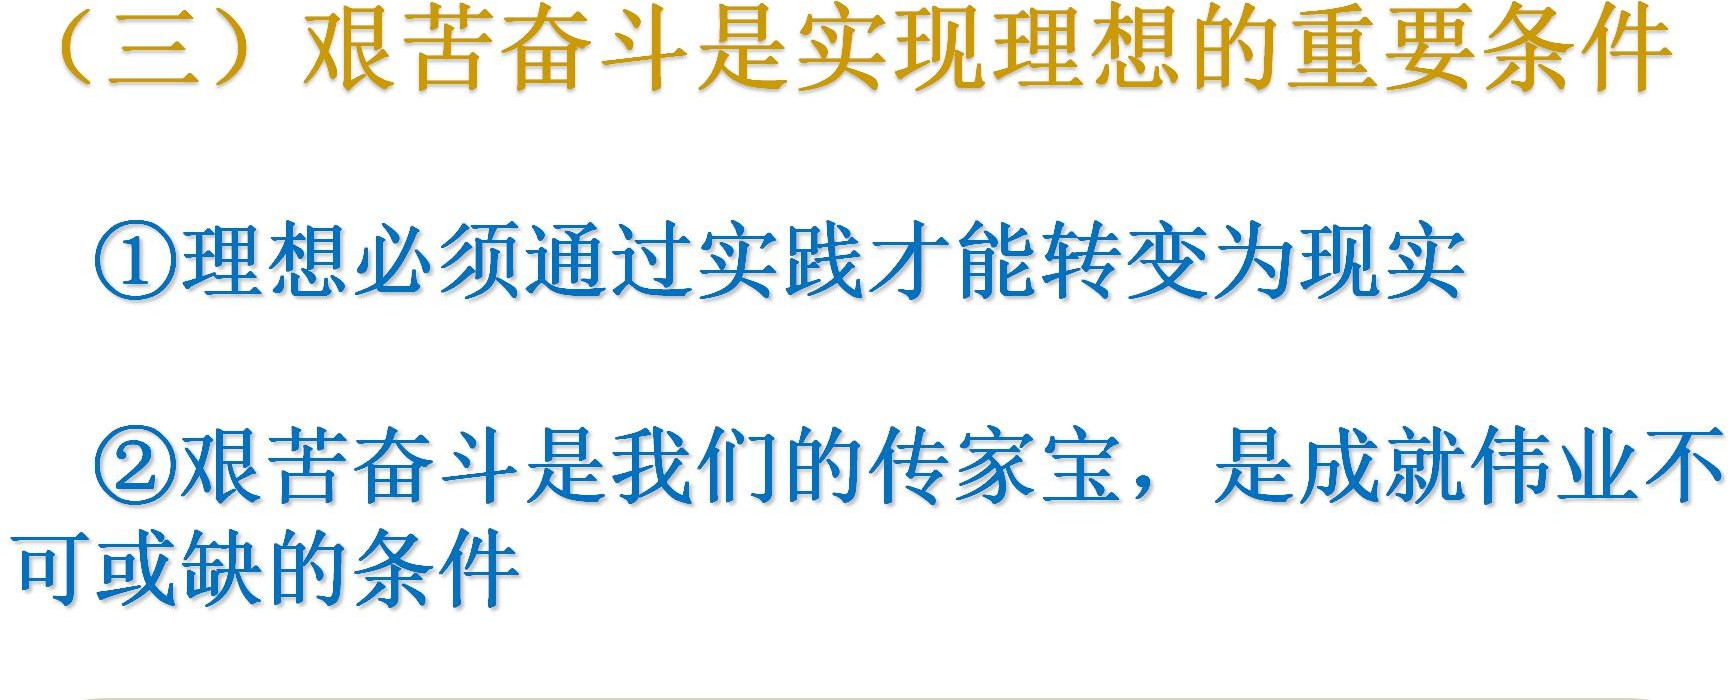 （三）艰苦奋斗是实现理想的重要条件
①理想必须通过实践才能转变为现实
②艰苦奋斗是我们的传家宝，是成就伟业不
可或缺的条件